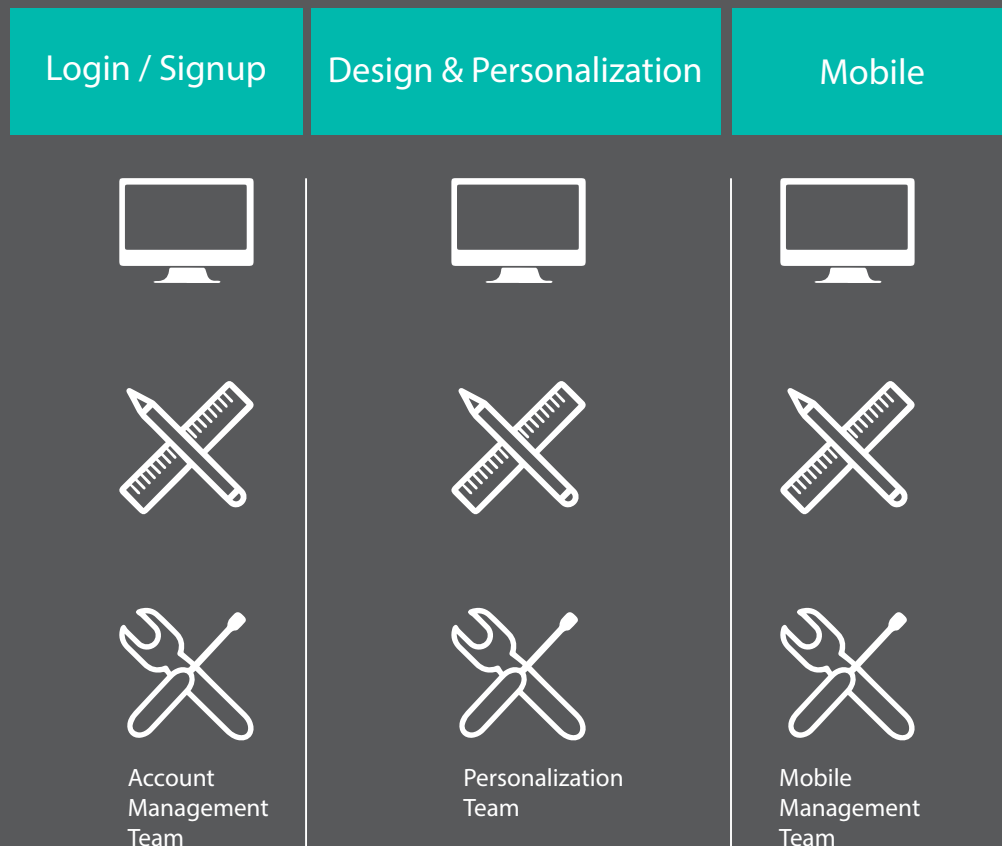 Login / Signup
Design & Personalization
Mobile
Account
Management
Team
Personalization
Team
Mobile
Management
Team